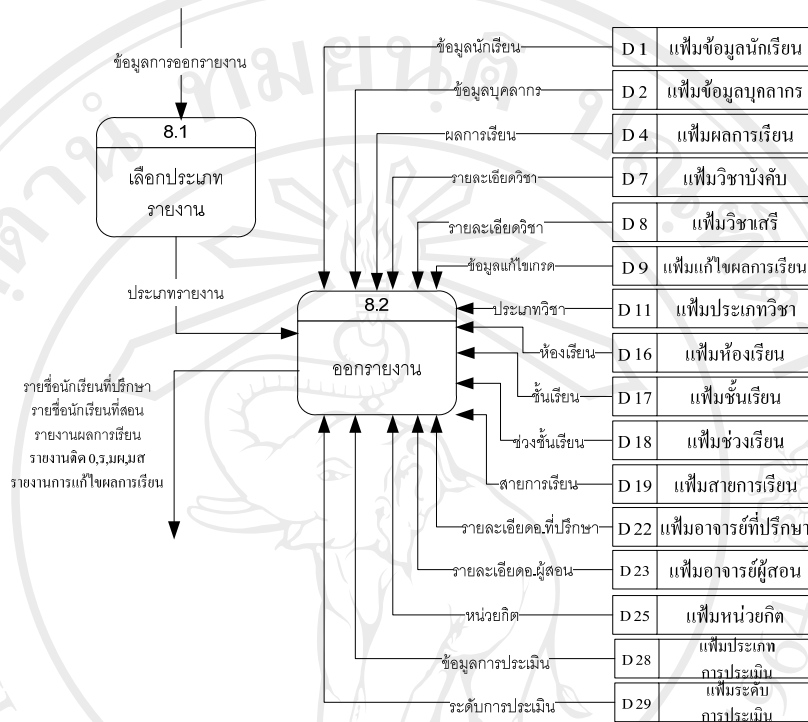 ข้อมูลการออกรายงาน
8.1
เลือกประเภท
รายงาน
ประเภทรายงาน
8.2
ออกรายงาน
รายชื่อนักเรียนที่ปรึกษา
รายชื่อนักเรียนที่สอน
รายงานผลการเรียน
รายงานติด 0,ร,มผ,มส
รายงานการแก้ไขผลการเรียน
ข้อมูลนักเรียน D 1 แฟ้มข้อมูลนักเรียน
ข้อมูลบุคลากร D 2 แฟ้มข้อมูลบุคลากร
ผลการเรียน D 4 แฟ้มผลการเรียน
รายละเอียดวิชา D 7 แฟ้มวิชาบังคับ
รายละเอียดวิชา D 8 แฟ้มวิชาเสรี
ข้อมูลแก้ไขเกรด D 9 แฟ้มแก้ไขผลการเรียน
ประเภทวิชา D 11 แฟ้มประเภทวิชา
ห้องเรียน D 16 แฟ้มห้องเรียน
ชั้นเรียน D 17 แฟ้มชั้นเรียน
ช่วงชั้นเรียน D 18 แฟ้มช่วงเรียน
สายการเรียน D 19 แฟ้มสายการเรียน
รายละเอียดอ.ที่ปรึกษา D 22 แฟ้มอาจารย์ที่ปรึกษา
รายละเอียดอ.ผู้สอน D 23 แฟ้มอาจารย์ผู้สอน
หน่วยกิต D 25 แฟ้มหน่วยกิต
ข้อมูลการประเมิน D 28 แฟ้มประเภท
การประเมิน
ระดับการประเมิน D 29 แฟ้มระดับ
การประเมิน